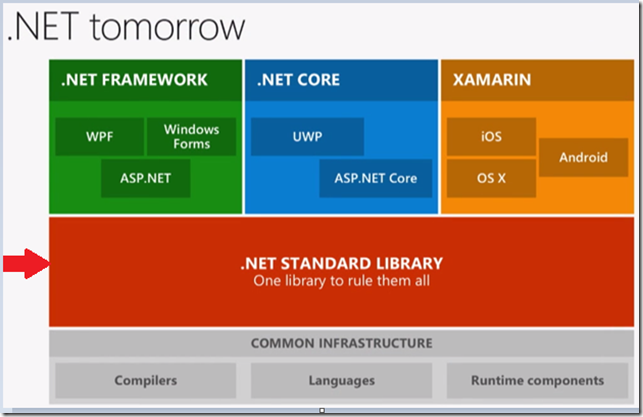 .NET tomorrow
.NET FRAMEWORK
.NET CORE
XAMARIN
WPF
Windows
Forms
ASP.NET
UWP
ASP.NET Core
iOS
Android
OS X
.NET STANDARD LIBRARY
One library to rule them all
COMMON INFRASTRUCTURE
Compilers
Languages
Runtime components